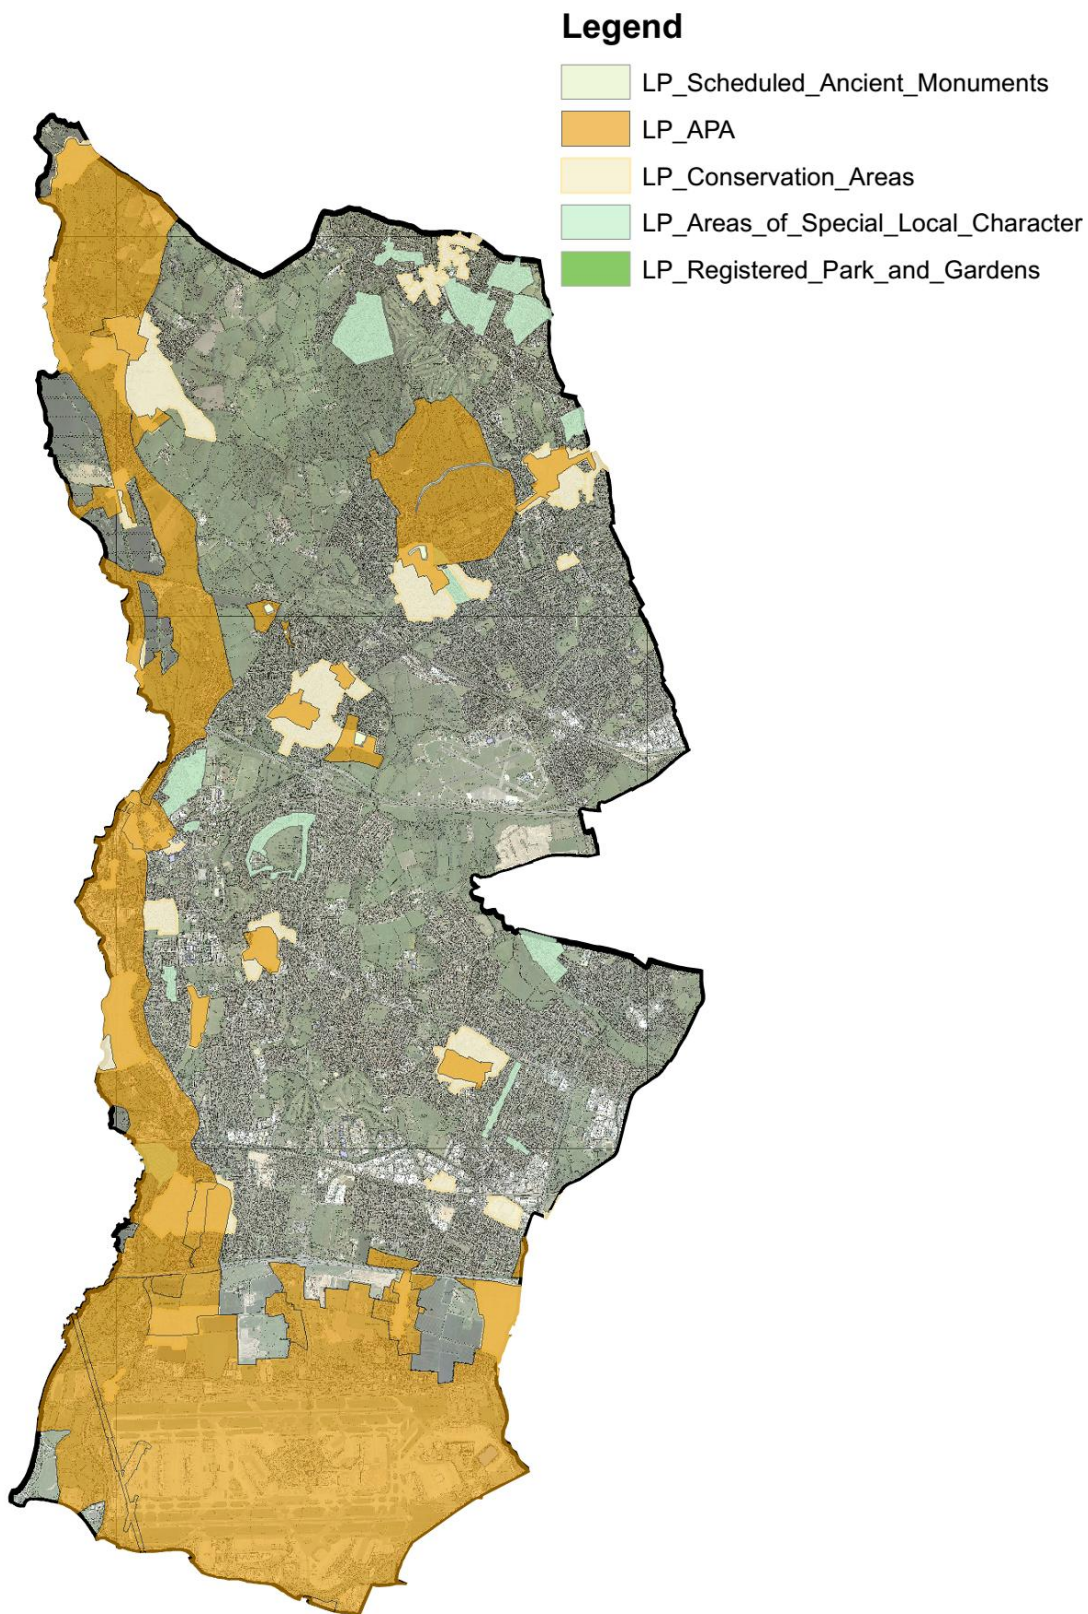 Legend
LP_Scheduled_Ancient_Monuments
LP_APA
LP_Conservation_Areas
LP_Areas_of_Special_Local_Character
LP_Registered_Park_and_Gardens